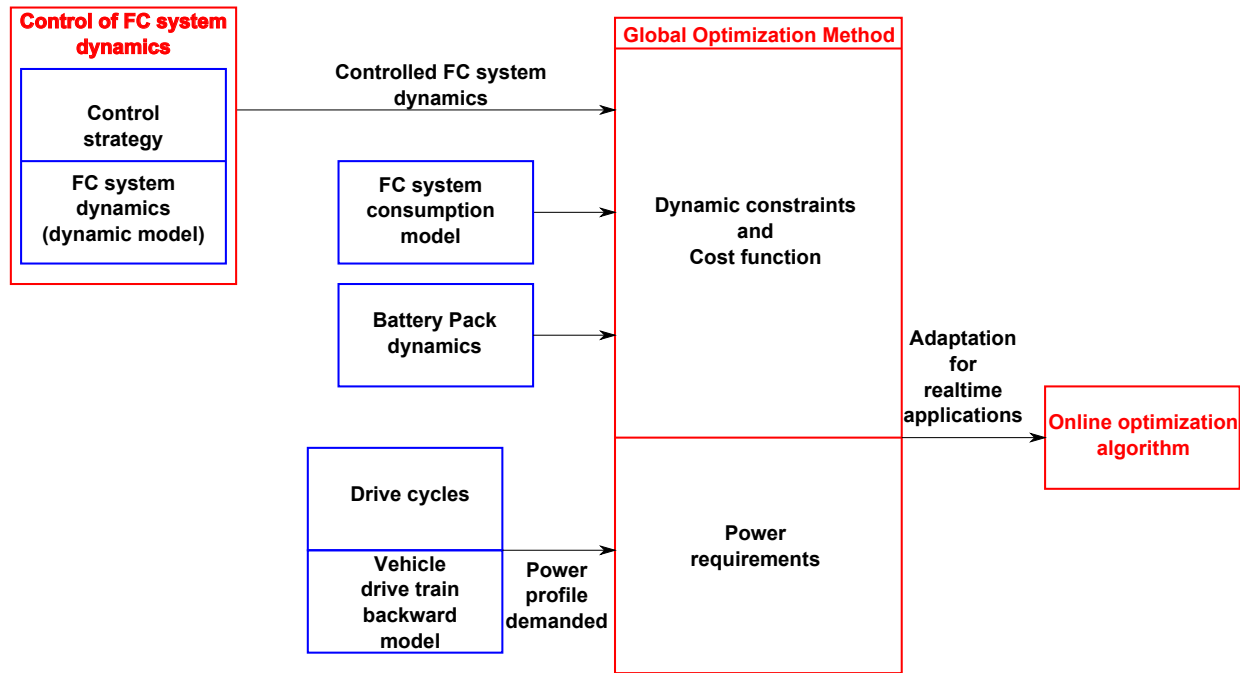 Control of FC system
dynamics
Control
strategy
FC system
dynamics
(dynamic model)
Controlled FC system
dynamics
FC system
consumption
model
Battery Pack
dynamics
Drive cycles
Vehicle
drive train
backward
model
Power
profile
demanded
Global Optimization Method
Dynamic constraints
and
Cost function
Power
requirements
Adaptation
for
realtime
applications
Online optimization
algorithm